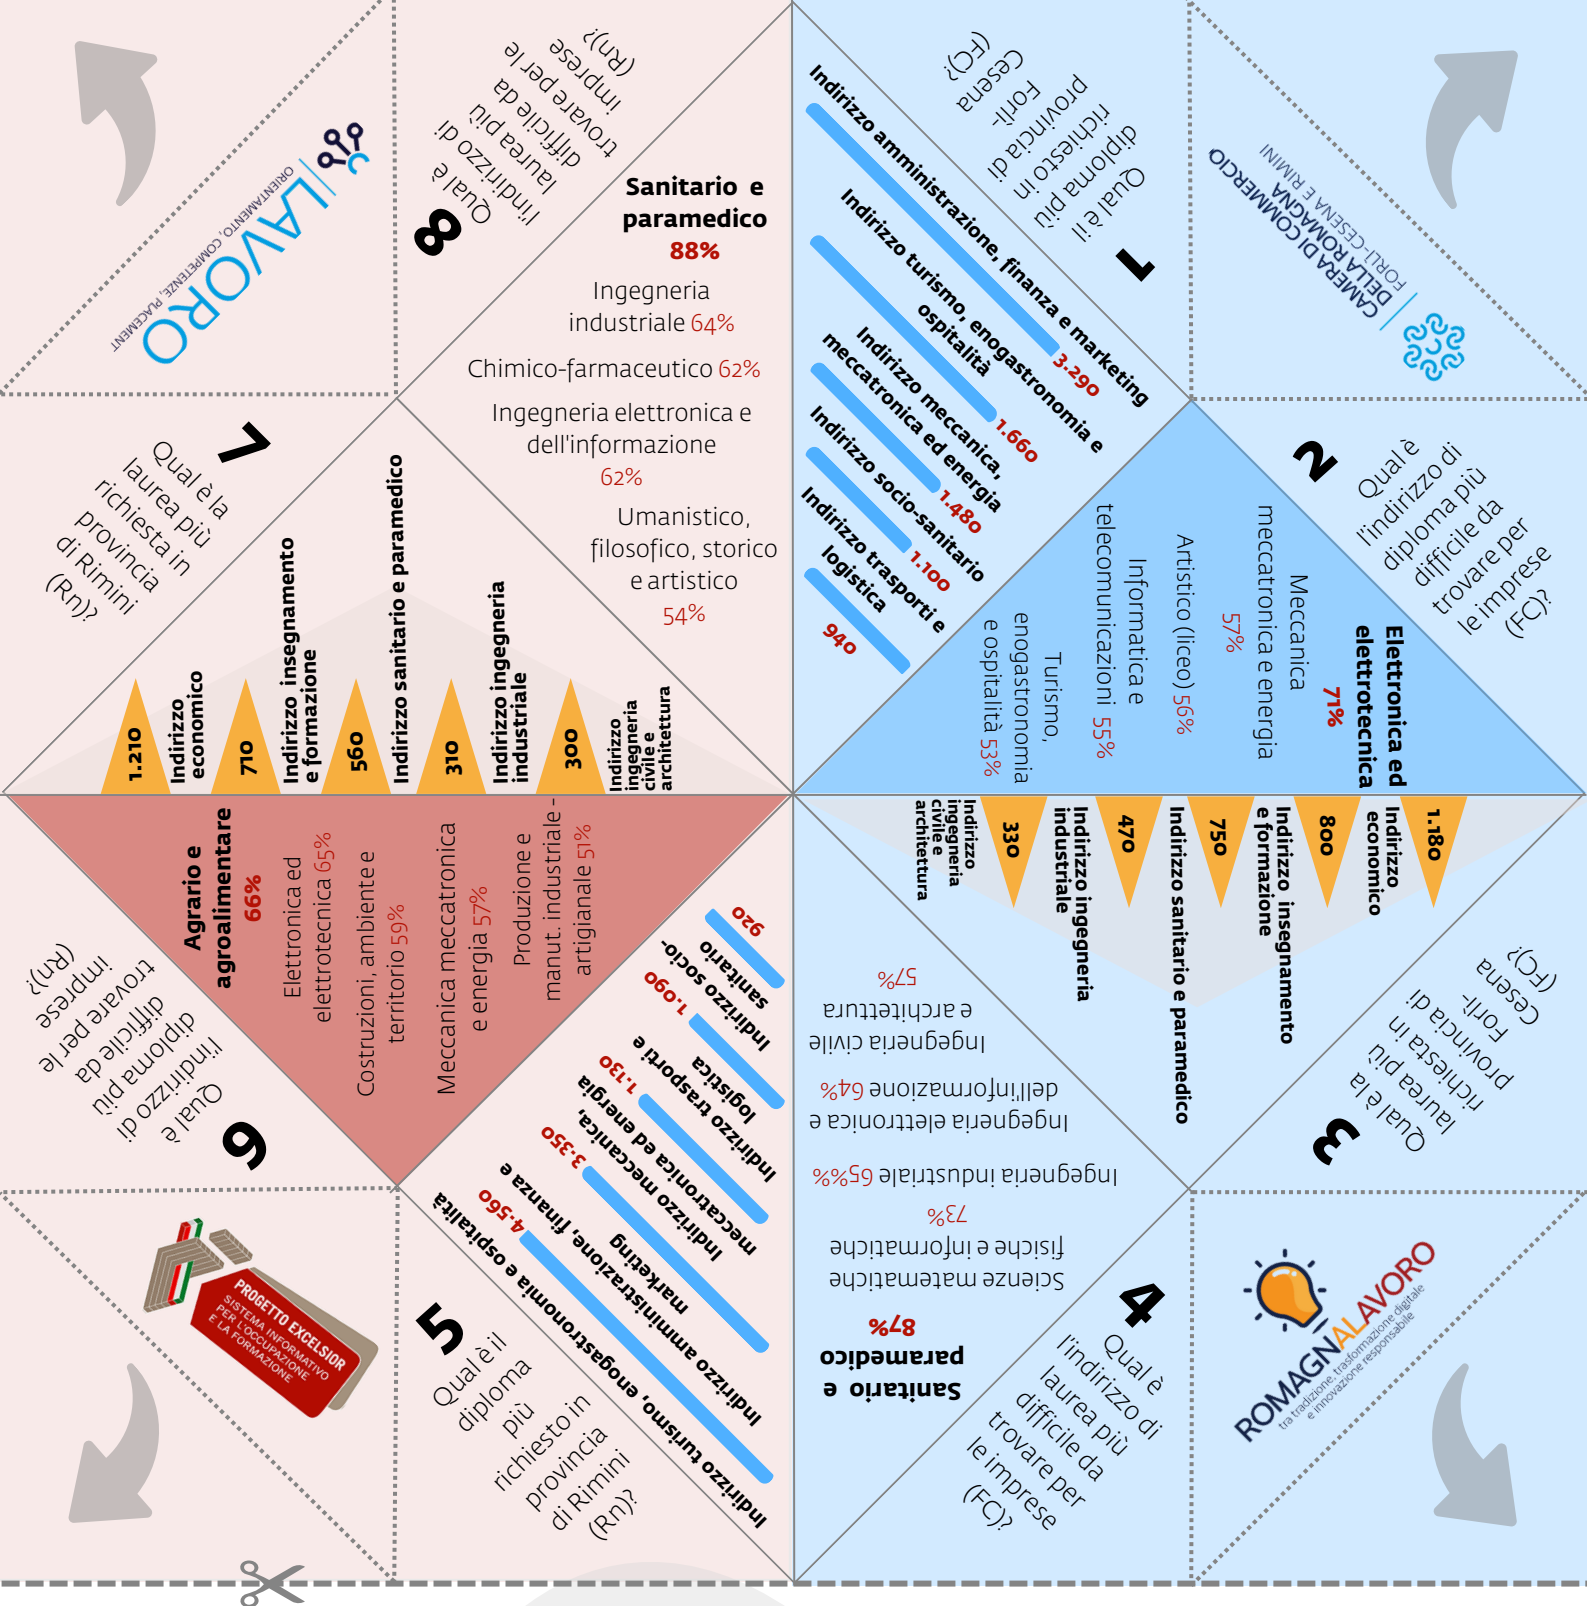 1
Qual è il
diploma più
richiesto in
provincia di
Forlì-
Cesena
(FC)?
Indirizzo amministrazione, finanza e marketing
3.290
Indirizzo turismo, enogastronomia e
ospitalità
1.660
Indirizzo meccanica,
meccatronica ed energia
1.480
Indirizzo socio-sanitario
1.100
Indirizzo trasporti e
logistica
940
CAMERA DI COMMERCIO
DELLA ROMAGNA
FORLÌ-CESENA E RIMINI
2
Qual è
l'indirizzo di
diploma più
difficile da
trovare per
le imprese
(FC)?
Elettronica ed
elettrotecnica
71%
Meccanica
meccatronica e energia
57%
Artistico (liceo) 56%
Informatica e
telecomunicazioni 55%
Turismo,
enogastronomia
e ospitalità 53%
3
Qual è la
laurea più
richiesta in
provincia di
Forlì-
Cesena
(FC)?
1.180
Indirizzo
economico
800
Indirizzo insegnamento
e formazione
750
Indirizzo sanitario e paramedico
470
Indirizzo ingegneria
industriale
330
Indirizzo
ingegneria
civile e
architettura
4
Qual è
l'indirizzo di
laurea più
difficile da
trovare per
le imprese
(FC)?
Sanitario e
paramedico
87%
Scienze matematiche
fisiche e informatiche
73%
Ingegneria industriale 65%%
Ingegneria elettronica e
dell'informazione 64%
Ingegneria civile
e architettura
57%
ROMAGNALAVORO
tra tradizione, trasformazione digitale
e innovazione responsabile
5
Qual è il
diploma
più
richiesto in
provincia
di Rimini
(Rn)?
Indirizzo turismo, enogastronomia e ospitalità
4.560
Indirizzo amministrazione, finanza e
marketing
3.350
Indirizzo meccanica,
meccatronica ed energia
1.130
Indirizzo trasporti e
logistica
1.090
Indirizzo socio-
sanitario
920
PROGETTO EXCELSIOR
SISTEMA INFORMATIVO
PER L'OCCUPAZIONE
E LA FORMAZIONE
6
Qual è
l'indirizzo di
diploma più
difficile da
trovare per le
imprese
(Rn)?
Agrario e
agroalimentare
66%
Elettronica ed
elettrotecnica 65%
Costruzioni, ambiente e
territorio 59%
Meccanica meccatronica
e energia 57%
Produzione e
manut. industriale -
artigianale 51%
7
Qual è la
laurea più
richiesta in
provincia
di Rimini
(Rn)?
1.210
Indirizzo
economico
710
Indirizzo insegnamento
e formazione
560
Indirizzo sanitario e paramedico
310
Indirizzo ingegneria
industriale
300
Indirizzo
ingegneria
civile e
architettura
8
Qual è
l'indirizzo di
laurea più
difficile da
trovare per le
imprese
(Rn)?
Sanitario e
paramedico
88%
Ingegneria
industriale 64%
Chimico-farmaceutico 62%
Ingegneria elettronica e
dell'informazione
62%
Umanistico,
filosofico, storico
e artistico
54%
LAVORO
ORIENTAMENTO, COMPETENZE, PLACEMENT